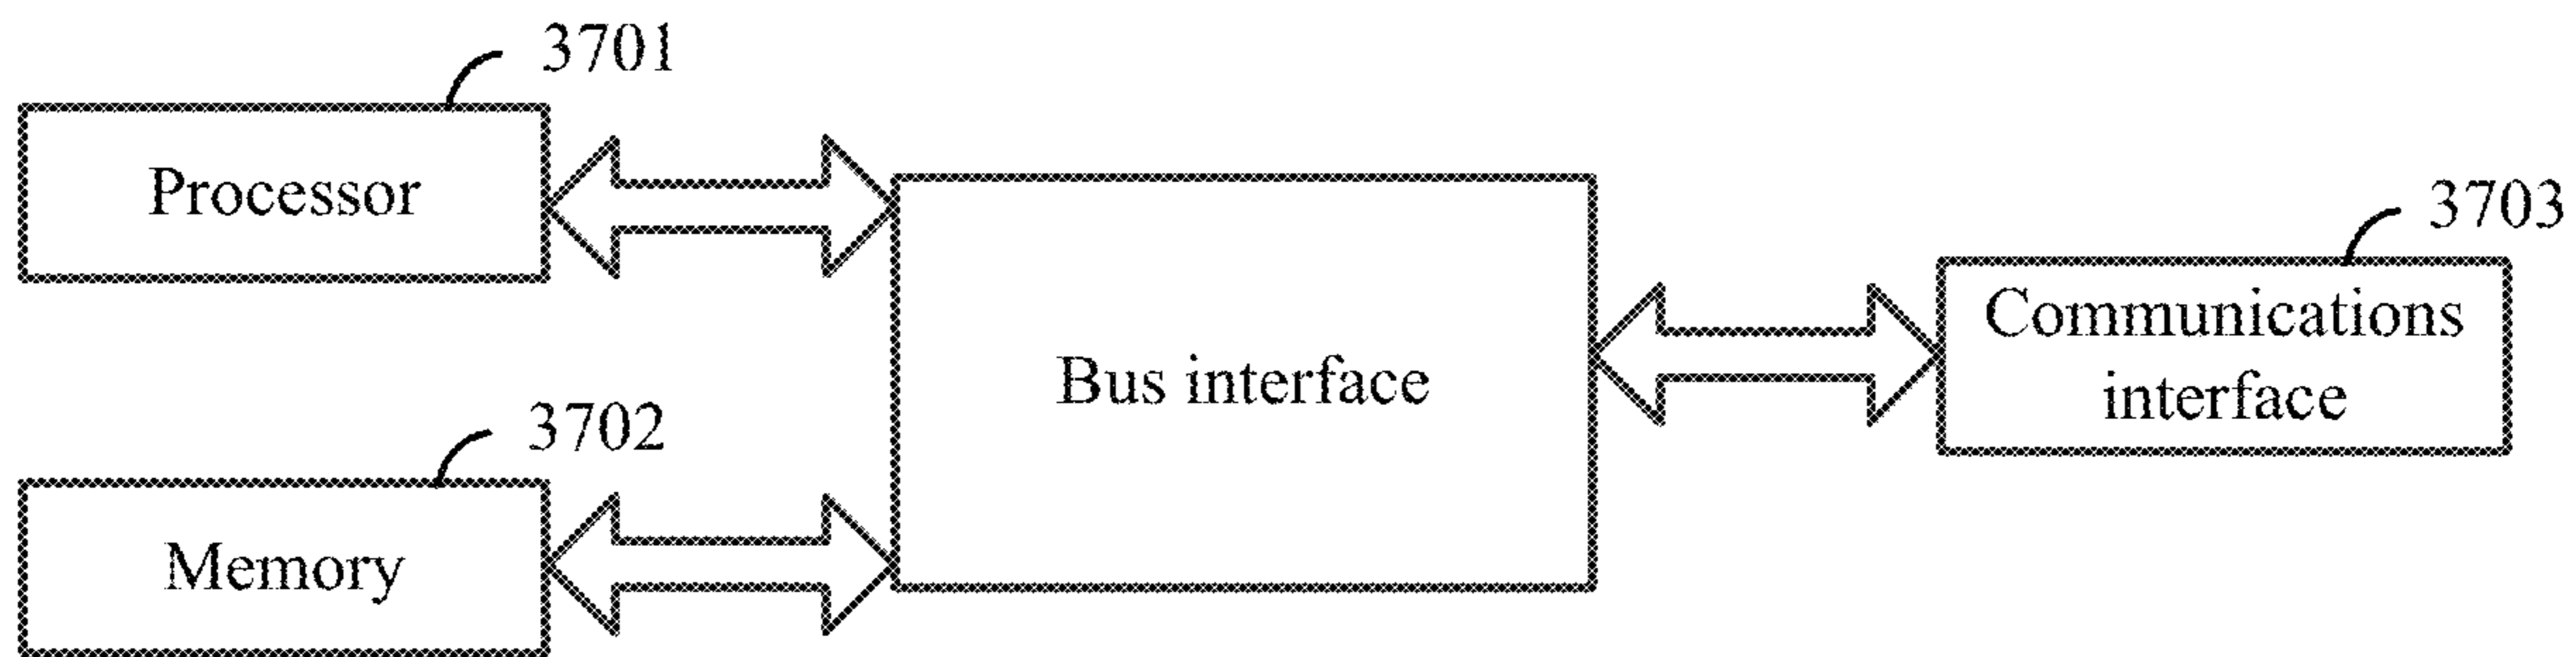 3701
Processor
3703
Communications
interface
Bus interface
3702
Memory